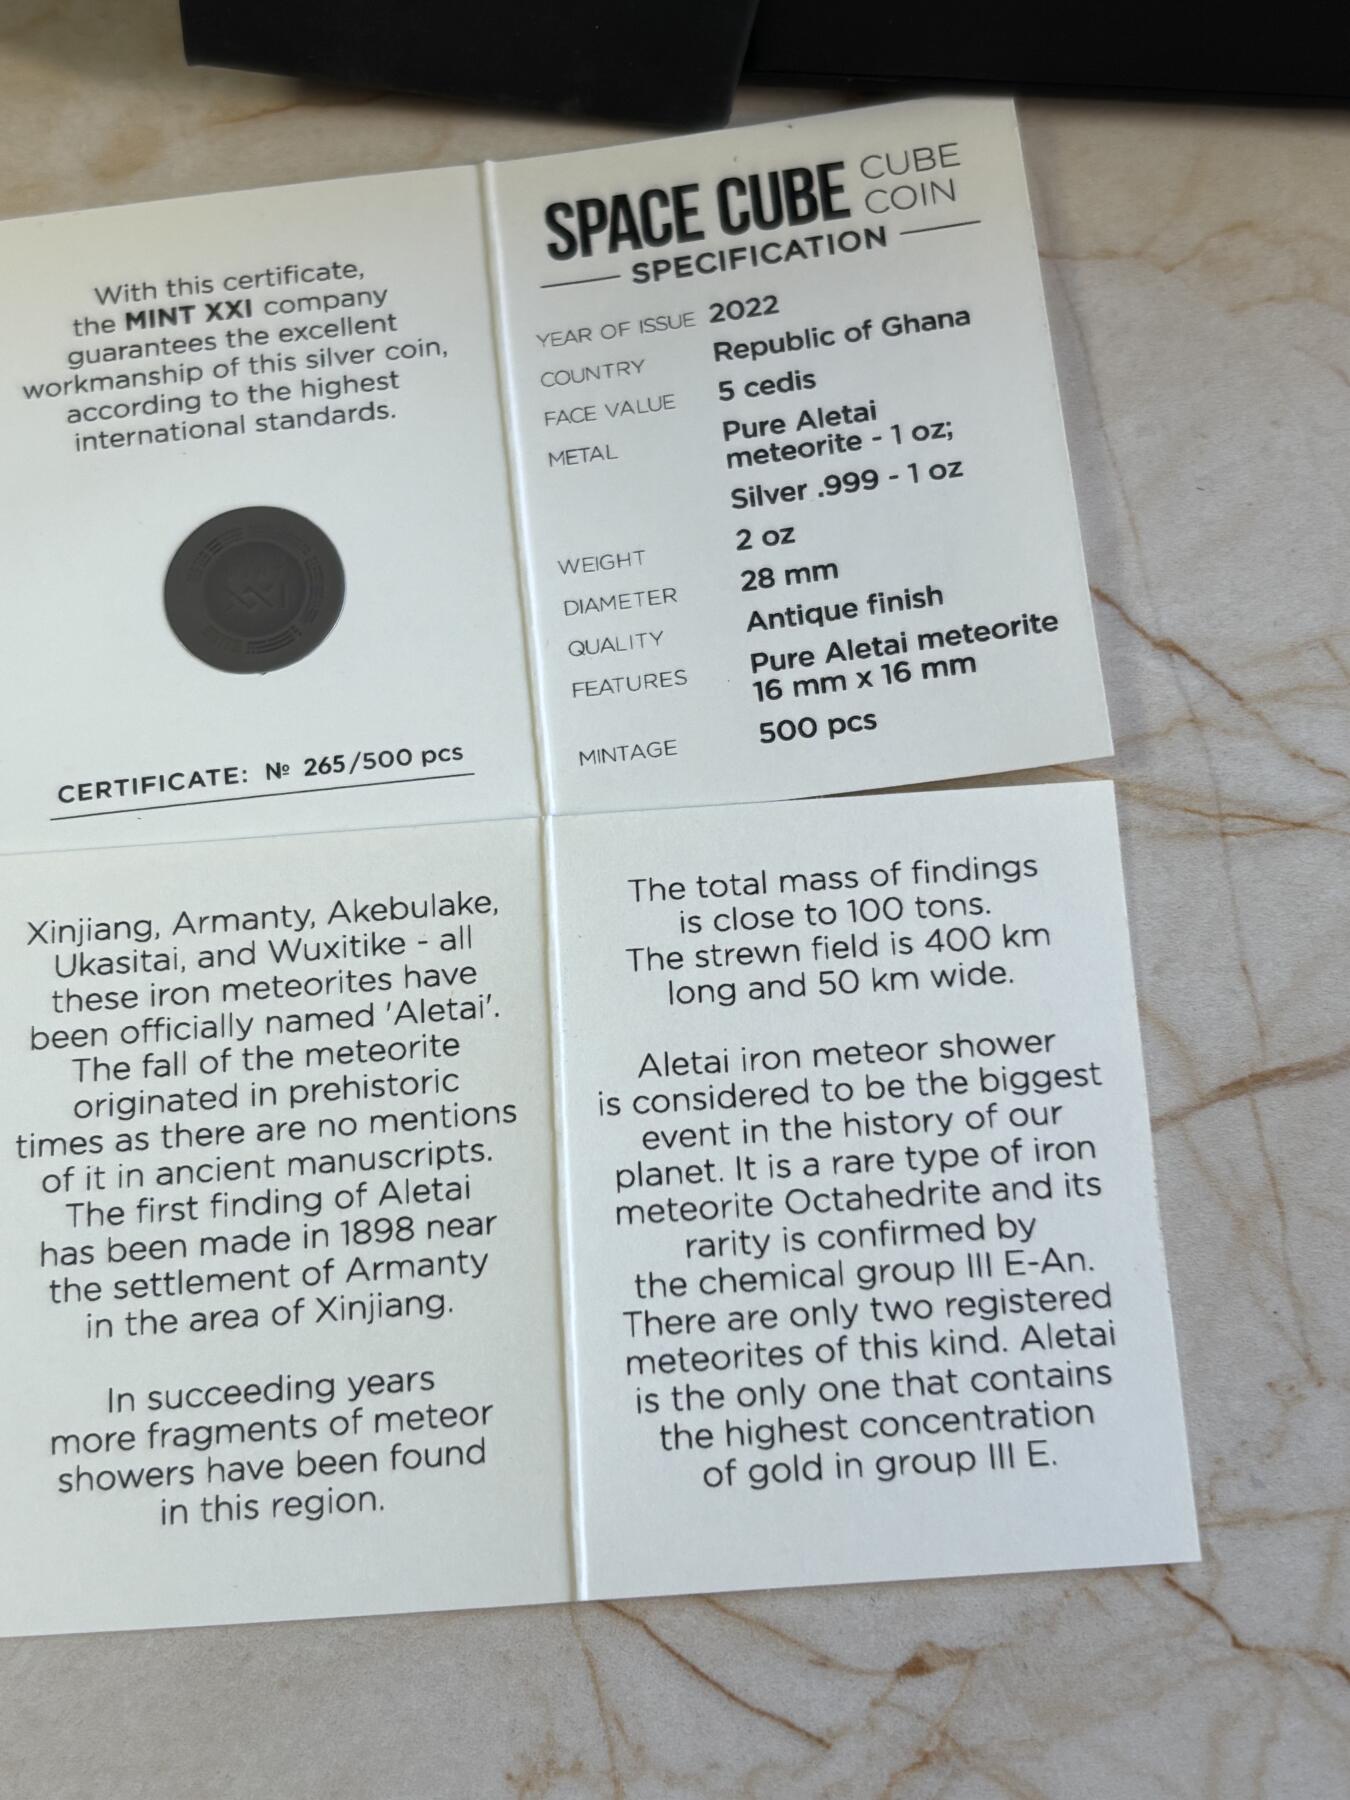 With this certificate,
the MINT XXI company
guarantees the excellent
workmanship of this silver coin,
according to the highest
international standards.
XXI
CERTIFICATE: № 265/500 pcs
SPACE CUBE CUBE
COIN
SPECIFICATION
YEAR OF ISSUE 2022
COUNTRY Republic of Ghana
FACE VALUE 5 cedis
METAL Pure Aletai
meteorite - 1 oz;
Silver .999 - 1 oz
WEIGHT 2 oz
DIAMETER 28 mm
QUALITY Antique finish
FEATURES Pure Aletai meteorite
16 mm x 16 mm
MINTAGE 500 pcs
Xinjiang, Armanty, Akebulake,
Ukasitai, and Wuxitike - all
these iron meteorites have
been officially named 'Aletai'.
The fall of the meteorite
originated in prehistoric
times as there are no mentions
of it in ancient manuscripts.
The first finding of Aletai
has been made in 1898 near
the settlement of Armanty
in the area of Xinjiang.
In succeeding years
more fragments of meteor
showers have been found
in this region.
The total mass of findings
is close to 100 tons.
The strewn field is 400 km
long and 50 km wide.
Aletai iron meteor shower
is considered to be the biggest
event in the history of our
planet. It is a rare type of iron
meteorite Octahedrite and its
rarity is confirmed by
the chemical group III E-An.
There are only two registered
meteorites of this kind. Aletai
is the only one that contains
the highest concentration
of gold in group III E.